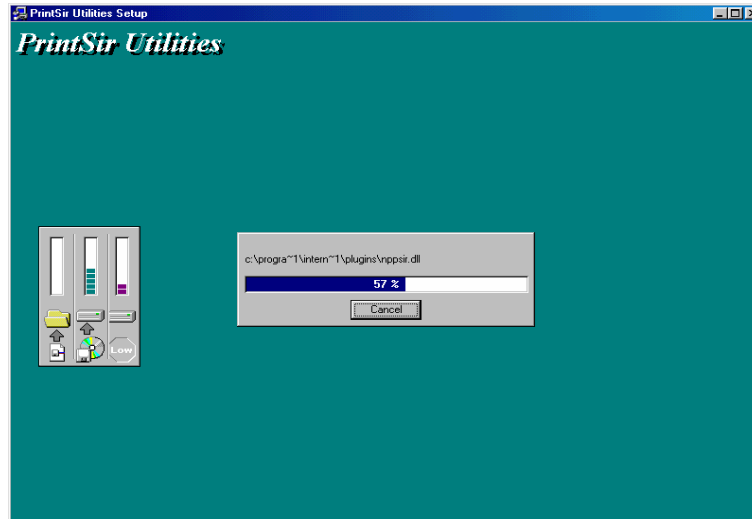 PrintSir Utilities Setup
PrintSir Utilities
c:\progra~1\intern~1\plugins\nppsir.dll
57 %
Cancel
Low